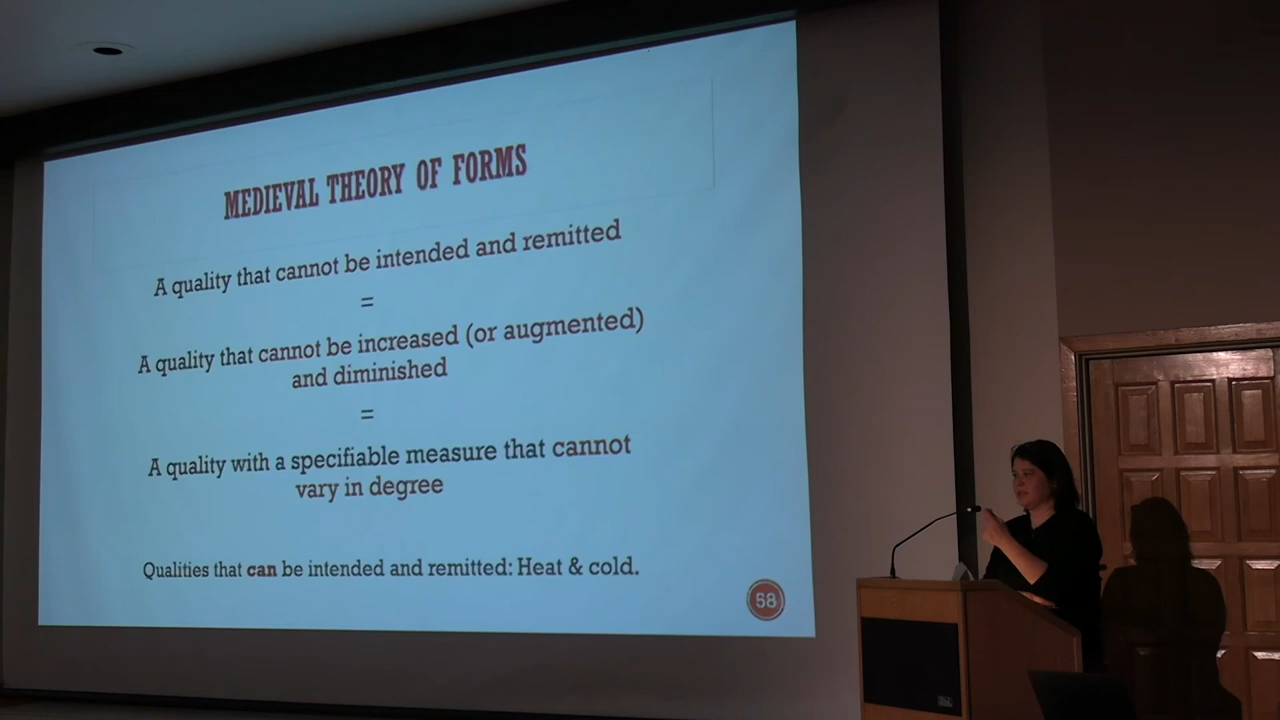 MEDIEVAL THEORY OF FORMS
A quality that cannot be intended and remitted
=
A quality that cannot be increased (or augmented)
and diminished
=
A quality with a specifiable measure that cannot
vary in degree
Qualities that can be intended and remitted: Heat & cold.
58